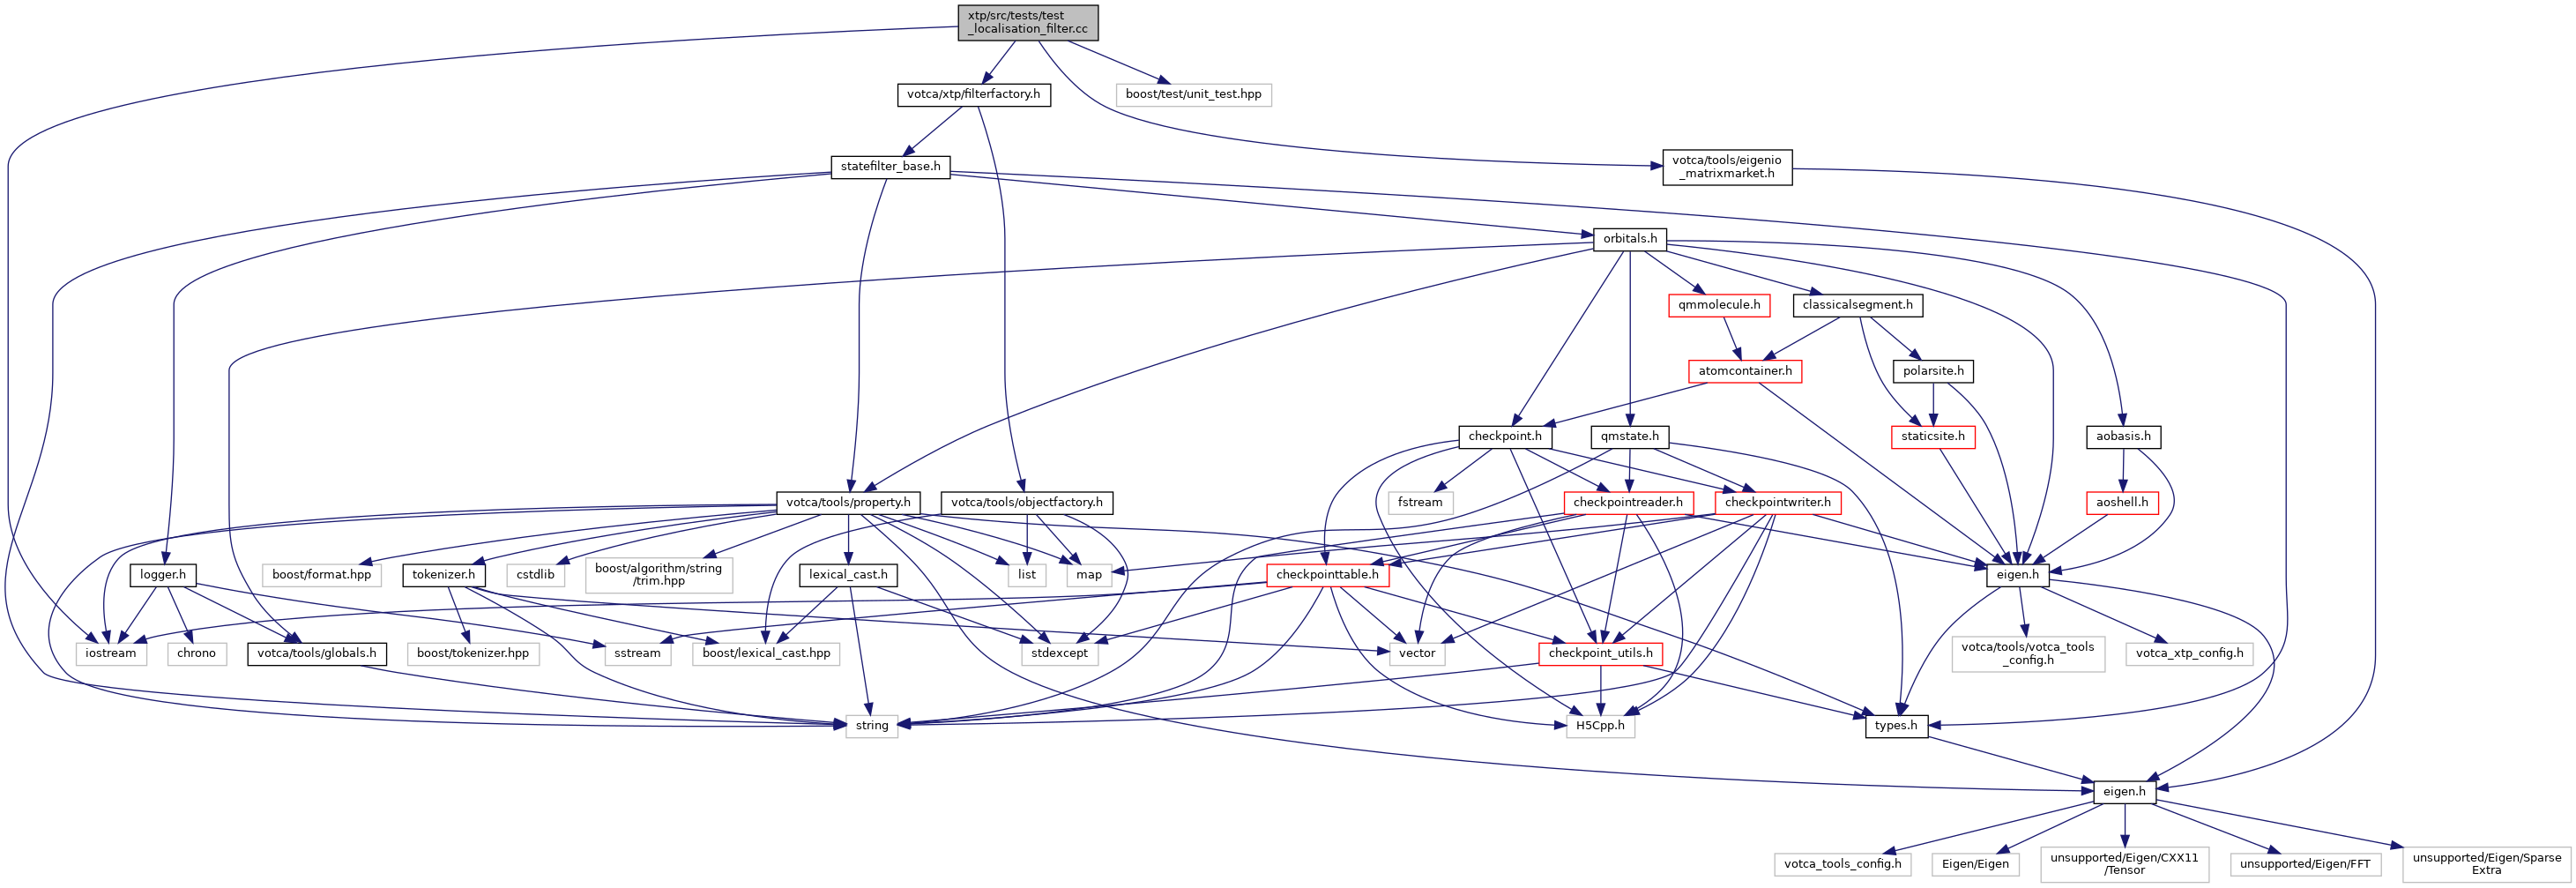 xtp/src/tests/test
_localisation_filter.cc
votca/xtp/filterfactory.h
boost/test/unit_test.hpp
statefilter_base.h
votca/tools/eigenio
_matrixmarket.h
orbitals.h
qmmolecule.h
classicalsegment.h
atomcontainer.h
polarsite.h
checkpoint.h
qmstate.h
staticsite.h
aobasis.h
votca/tools/property.h
votca/tools/objectfactory.h
fstream
checkpointreader.h
checkpointwriter.h
aoshell.h
logger.h
boost/format.hpp
tokenizer.h
cstdlib
boost/algorithm/string
/trim.hpp
lexical_cast.h
list
map
checkpointtable.h
eigen.h
iostream
chrono
votca/tools/globals.h
boost/tokenizer.hpp
sstream
boost/lexical_cast.hpp
stdexcept
vector
checkpoint_utils.h
votca/tools/votca_tools
_config.h
votca_xtp_config.h
string
H5Cpp.h
types.h
eigen.h
votca_tools_config.h
Eigen/Eigen
unsupported/Eigen/CXX11
/Tensor
unsupported/Eigen/FFT
unsupported/Eigen/Sparse
Extra